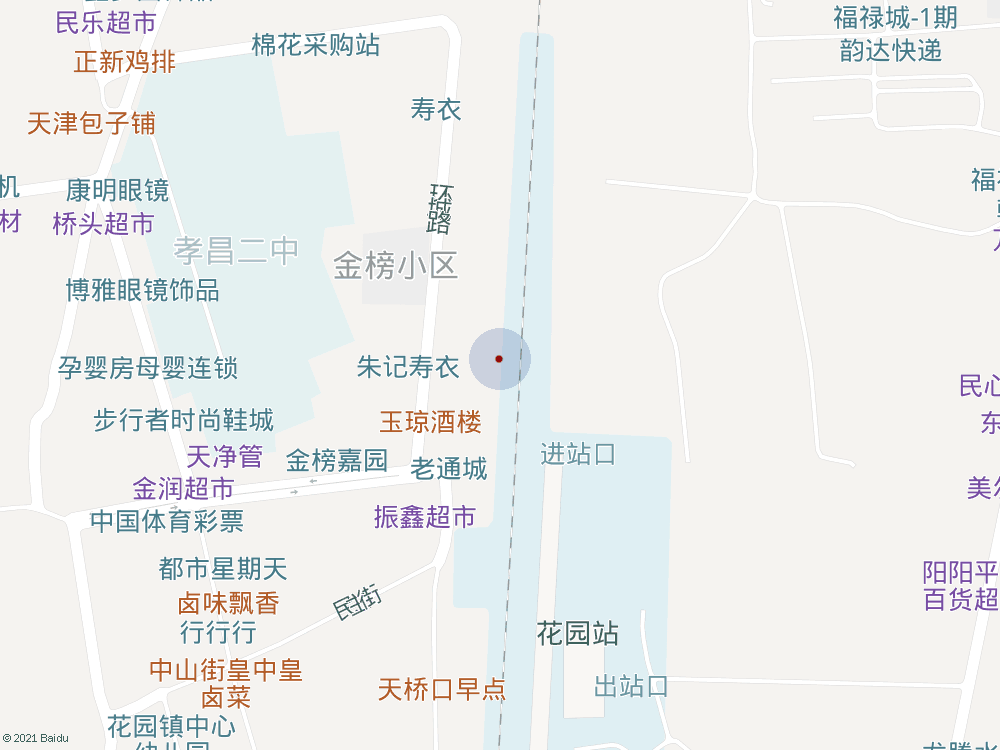 民乐超市
福禄城-1期
棉花采购站
韵达快递
正新鸡排
寿衣
天津包子铺
机
康明眼镜
福
材
桥头超市
环城路
孝昌二中
金榜小区
博雅眼镜饰品
孕婴房母婴连锁
朱记寿衣
民心
步行者时尚鞋城
玉琼酒楼
东
天净管
金榜嘉园
老通城
进站口
金润超市
美
中国体育彩票
振鑫超市
都市星期天
阳阳平
百货超
卤味飘香
民主街
行行行
花园站
中山街皇中皇
卤菜
天桥口早点
出站口
花园镇中心
幼儿园
© 2021 Baidu